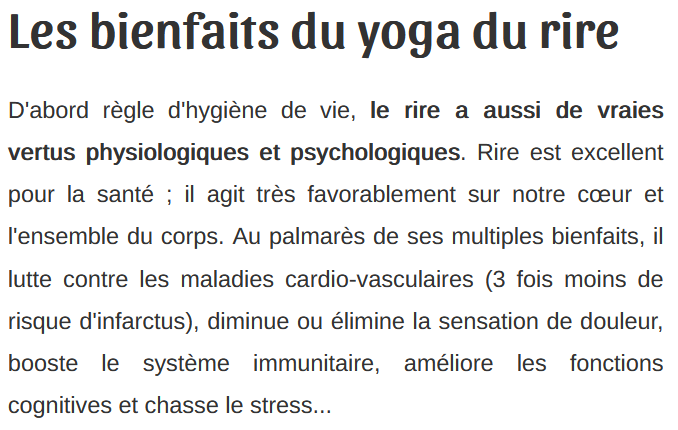 Les bienfaits du yoga du rire
D'abord règle d'hygiène de vie, le rire a aussi de vraies
vertus physiologiques et psychologiques. Rire est excellent
pour la santé ; il agit très favorablement sur notre cœur et
l'ensemble du corps. Au palmarès de ses multiples bienfaits, il
lutte contre les maladies cardio-vasculaires (3 fois moins de
risque d'infarctus), diminue ou élimine la sensation de douleur,
booste le système immunitaire, améliore les fonctions
cognitives et chasse le stress...